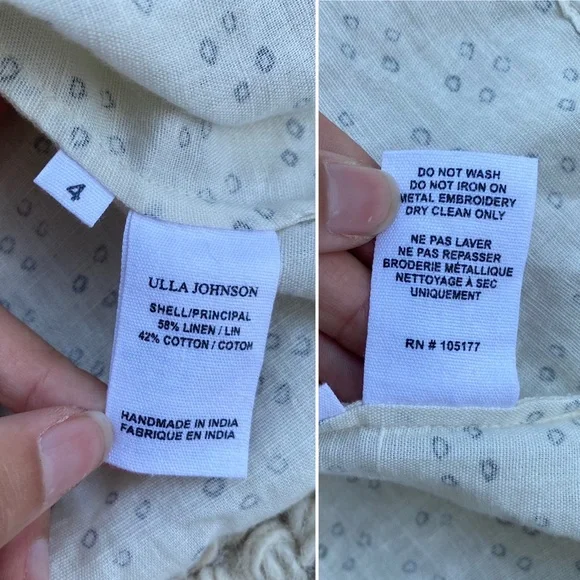 4
ULLA JOHNSON
SHELL/PRINCIPAL
58% LINEN / LIN
42% COTTON / COTON
HANDMADE IN INDIA
FABRIQUE EN INDIA
DO NOT WASH
DO NOT IRON ON
METAL EMBROIDERY
DRY CLEAN ONLY
NE PAS LAVER
NE PAS REPASSER
BRODERIE MÉTALLIQUE
NETTOYAGE À SEC
UNIQUEMENT
RN # 105177